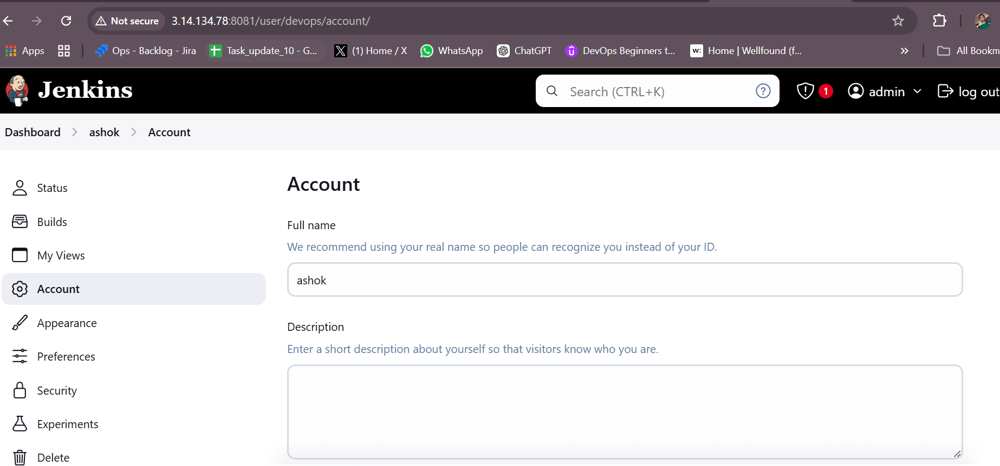 Not secure 3.14.134.78:8081/user/devops/account/
Apps Ops - Backlog - Jira Task_update_10 - G... (1) Home / X WhatsApp ChatGPT DevOps Beginners t... w: Home | Wellfound (f... » All Bookm
Jenkins Search (CTRL+K) ? 1 admin log out
Dashboard ashok Account
Status
Builds
My Views
Account
Appearance
Preferences
Security
Experiments
Delete
Account
Full name
We recommend using your real name so people can recognize you instead of your ID.
ashok
Description
Enter a short description about yourself so that visitors know who you are.